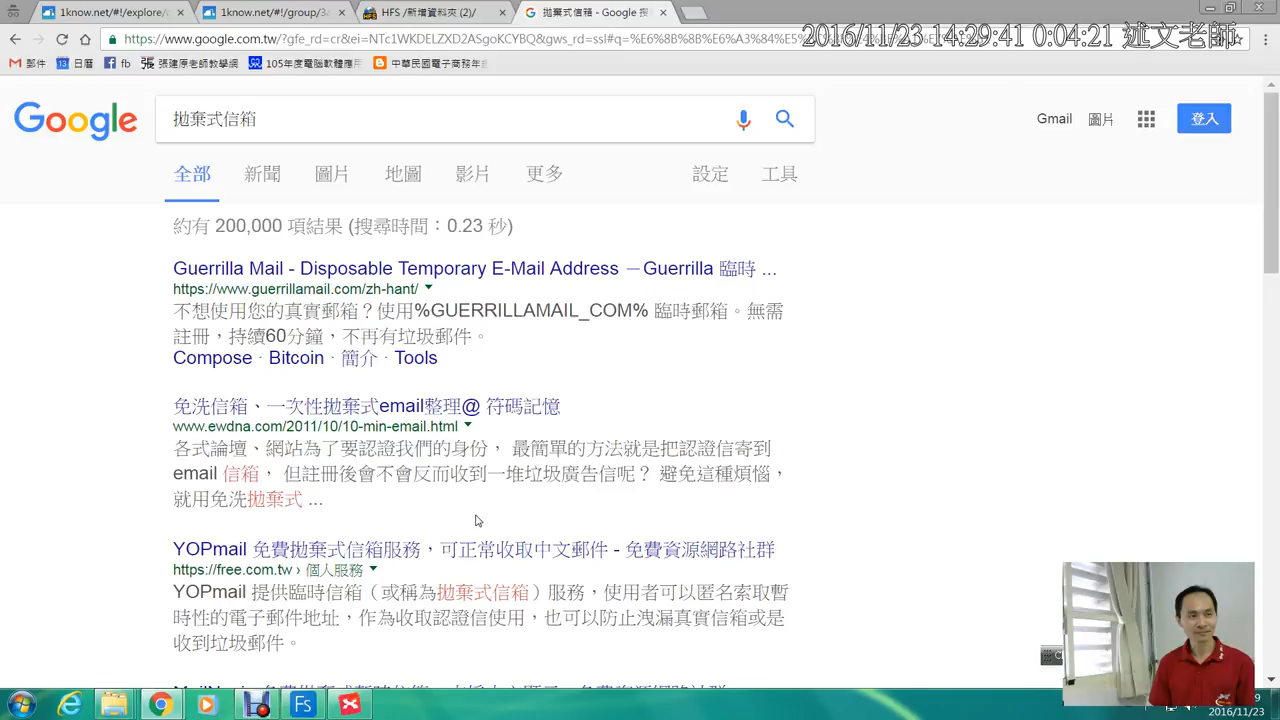 1know.net/#!/explore/
1know.net/#!/group/3
HFS /新增資料夾 (2)/
拋棄式信箱 - Google 搜
https://www.google.com.tw/?gfe_rd=cr&ei=NTc1WKDELZXD2ASgoKCYBQ&gws_rd=ssl#q=%E6%8B%8B%E6%A3%84%E5
2016/11/23 14:29:41 0:04:21 述文老師
郵件
日曆
fb
張建原老師教學網
105年度電腦軟體應用
中華民國電子商務年
Google
拋棄式信箱
Gmail
圖片
登入
全部
新聞
圖片
地圖
影片
更多
設定
工具
約有 200,000 項結果 (搜尋時間：0.23 秒)
Guerrilla Mail - Disposable Temporary E-Mail Address －Guerrilla 臨時 ...
https://www.guerrillamail.com/zh-hant/
不想使用您的真實郵箱？使用%GUERRILLAMAIL_COM% 臨時郵箱。無需
註冊，持續60分鐘，不再有垃圾郵件。
Compose · Bitcoin · 簡介 · Tools
免洗信箱、一次性拋棄式email整理@ 符碼記憶
www.ewdna.com/2011/10/10-min-email.html
各式論壇、網站為了要認證我們的身份， 最簡單的方法就是把認證信寄到
email 信箱， 但註冊後會不會反而收到一堆垃圾廣告信呢？ 避免這種煩惱，
就用免洗拋棄式 ...
YOPmail 免費拋棄式信箱服務，可正常收取中文郵件 - 免費資源網路社群
https://free.com.tw › 個人服務
YOPmail 提供臨時信箱（或稱為拋棄式信箱）服務，使用者可以匿名索取暫
時性的電子郵件地址，作為收取認證信使用，也可以防止洩漏真實信箱或是
收到垃圾郵件。
Fs
2016/11/23